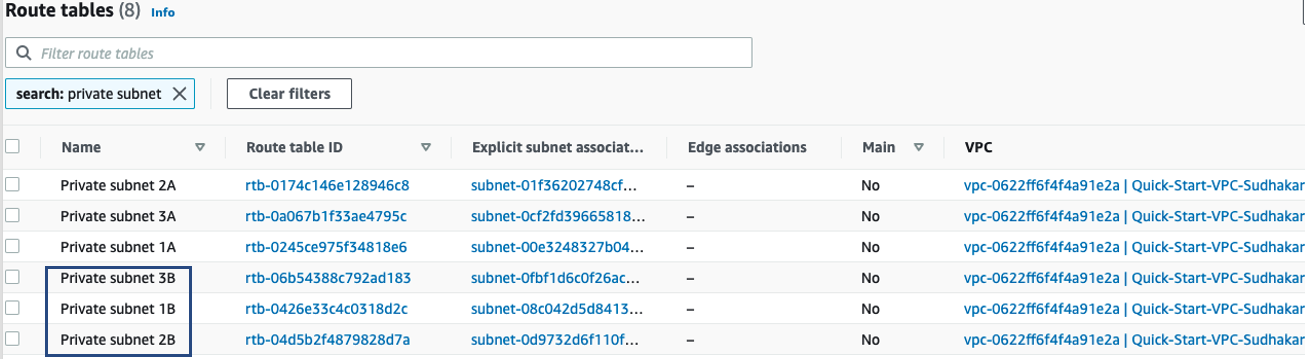 Route tables (8) Info
Filter route tables
search: private subnet Clear filters
Name Route table ID Explicit subnet associat... Edge associations Main VPC
Private subnet 2A rtb-0174c146e128946c8 subnet-01f36202748cf... – No vpc-0622ff6f4f4a91e2a | Quick-Start-VPC-Sudhakar
Private subnet 3A rtb-0a067b1f33ae4795c subnet-0cf2fd39665818... – No vpc-0622ff6f4f4a91e2a | Quick-Start-VPC-Sudhakar
Private subnet 1A rtb-0245ce975f34818e6 subnet-00e3248327b04... – No vpc-0622ff6f4f4a91e2a | Quick-Start-VPC-Sudhakar
Private subnet 3B rtb-06b54388c792ad183 subnet-0fbf1d6c0f26ac... – No vpc-0622ff6f4f4a91e2a | Quick-Start-VPC-Sudhakar
Private subnet 1B rtb-0426e33c4c0318d2c subnet-08c042d5d8413... – No vpc-0622ff6f4f4a91e2a | Quick-Start-VPC-Sudhakar
Private subnet 2B rtb-04d5b2f4879828d7a subnet-0d9732d6f110f... – No vpc-0622ff6f4f4a91e2a | Quick-Start-VPC-Sudhakar